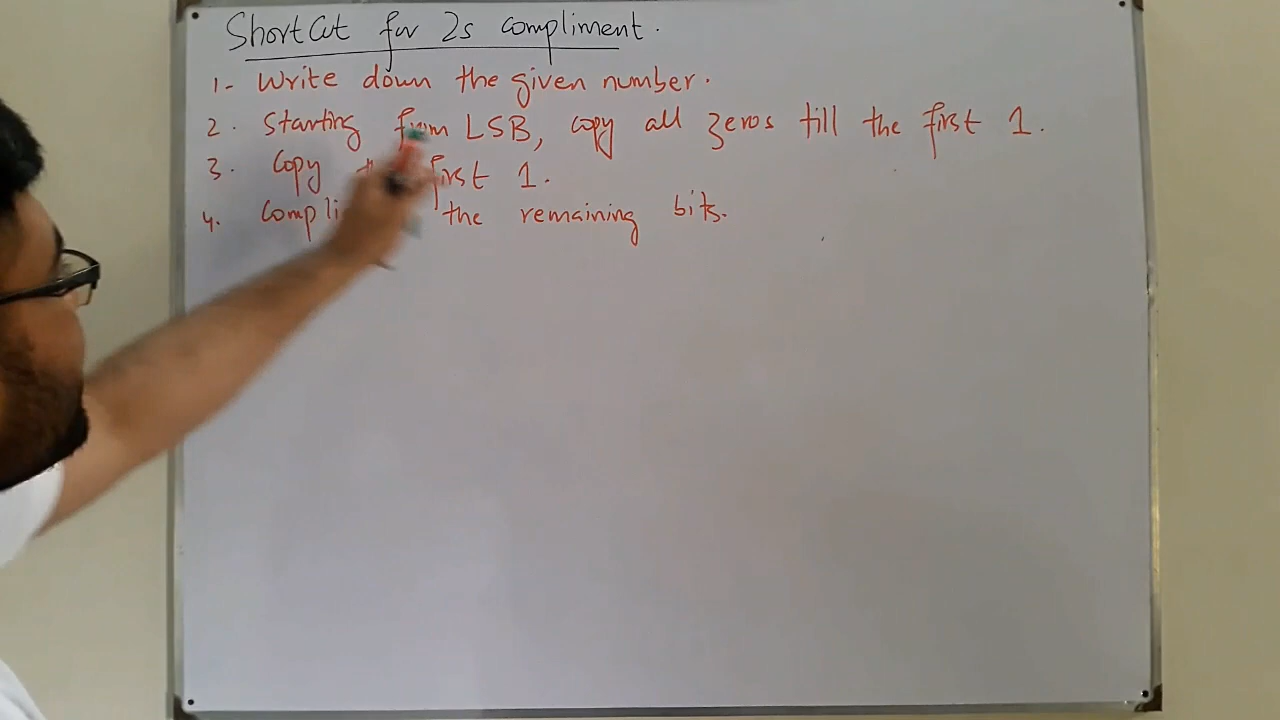 ShortCut for 2s compliment.
1- Write down the given number.
2. Starting from LSB, copy all zeros till the first 1.
3. Copy first 1.
4. the remaining bits.